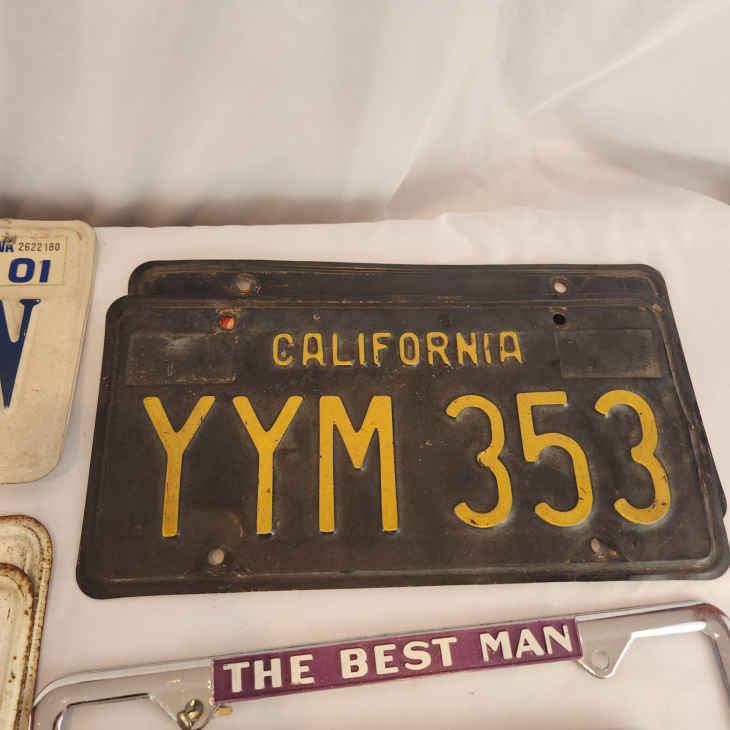 2622180
01
CALIFORNIA
YYM 353
THE BEST MAN